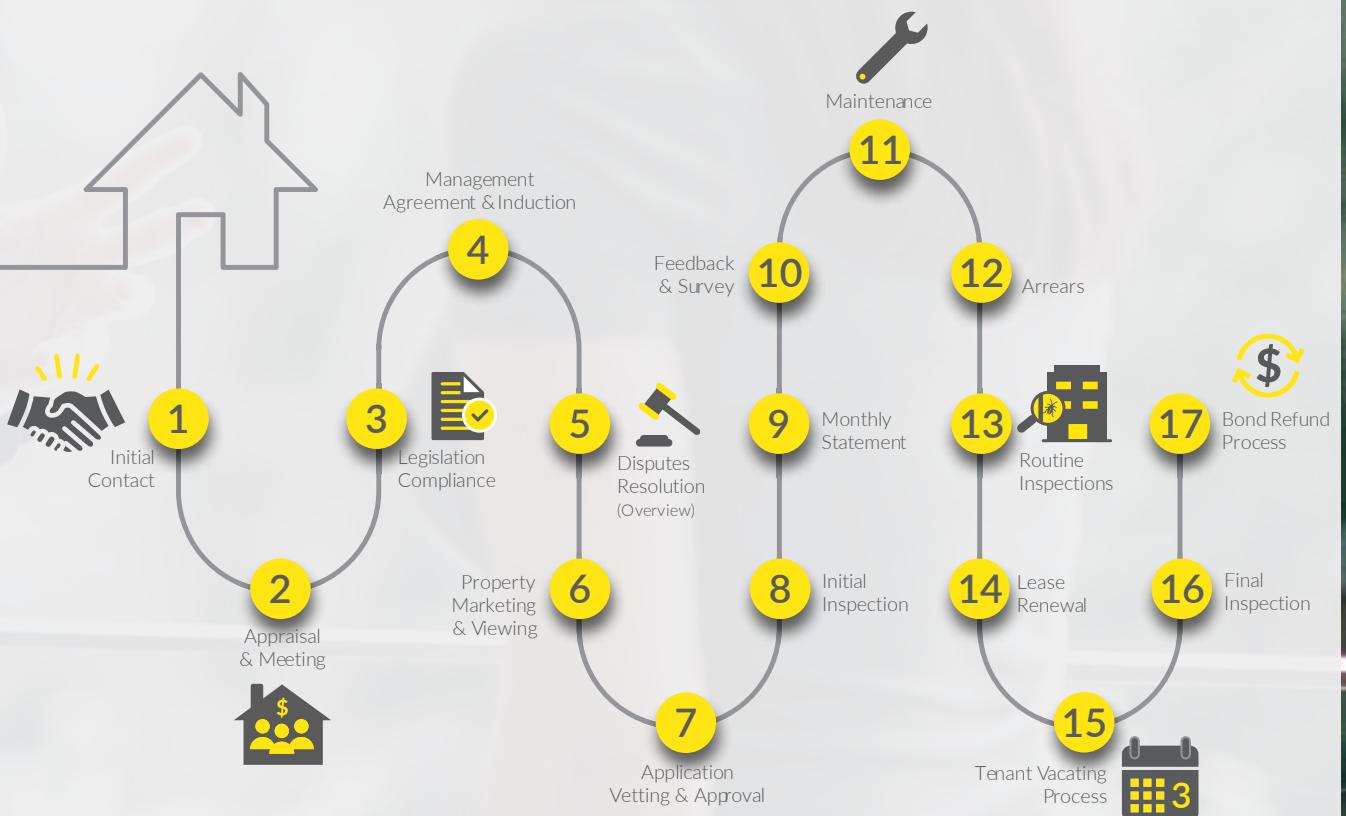 1
Initial
Contact
2
Appraisal
& Meeting
$
3
Legislation
Compliance
4
Management
Agreement & Induction
5
Disputes
Resolution
(Overview)
6
Property
Marketing
& Viewing
7
Application
Vetting & Approval
8
Initial
Inspection
9
Monthly
Statement
10
Feedback
& Survey
11
Maintenance
12
Arrears
13
Routine
Inspections
14
Lease
Renewal
15
Tenant Vacating
Process
3
16
Final
Inspection
17
Bond Refund
Process
$